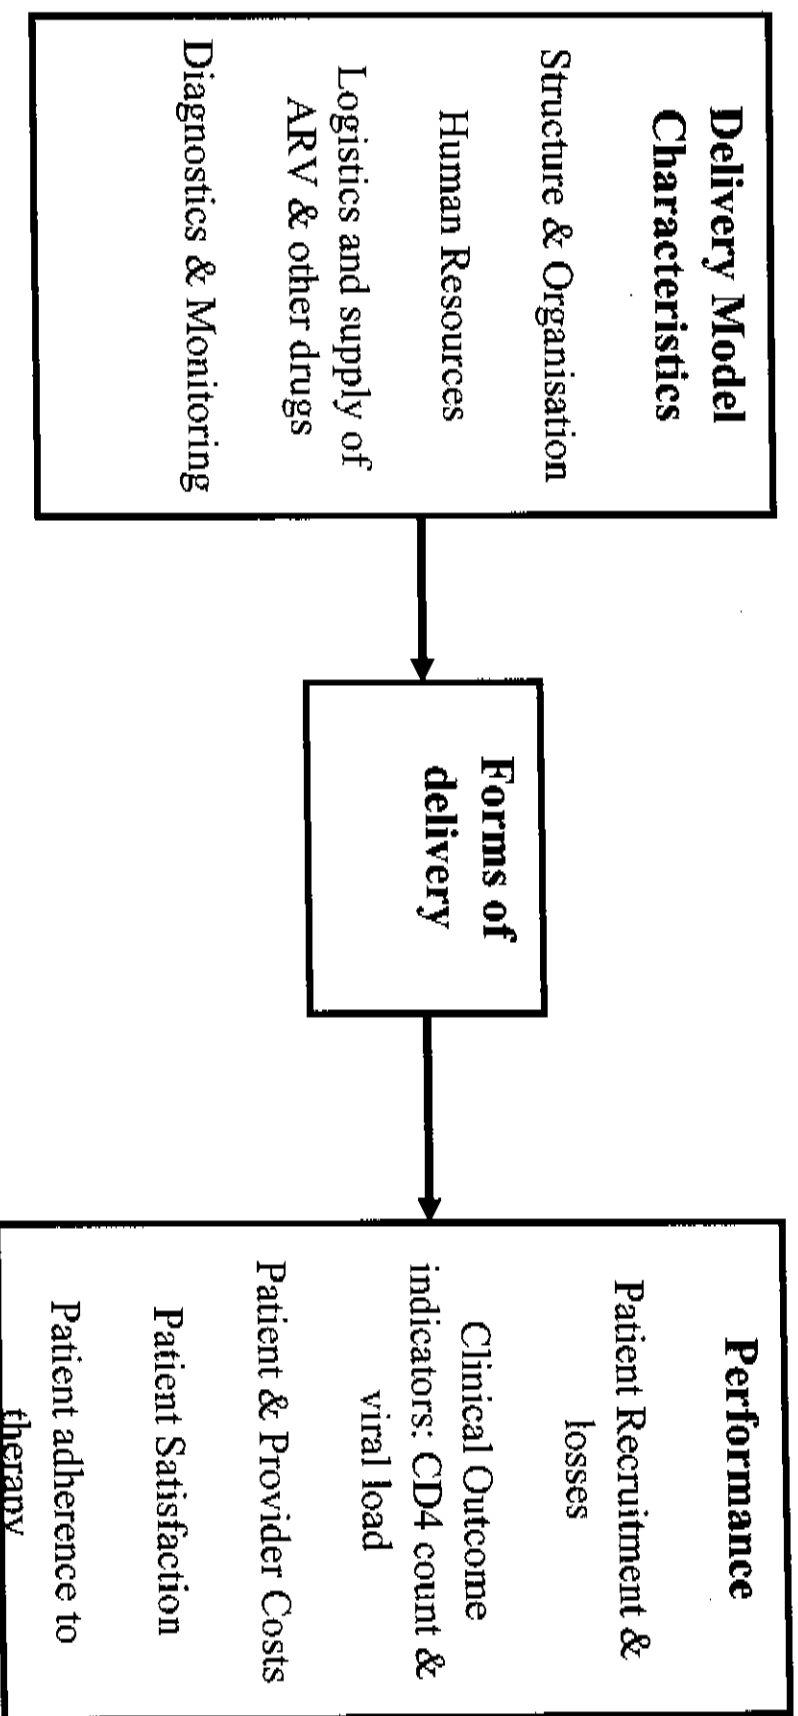 Delivery Model
Characteristics
Structure & Organisation
Human Resources
Logistics and supply of
ARV & other drugs
Diagnostics & Monitoring
Forms of
delivery
Performance
Patient Recruitment &
losses
Clinical Outcome
indicators: CD4 count &
viral load
Patient & Provider Costs
Patient Satisfaction
Patient adherence to
therapy